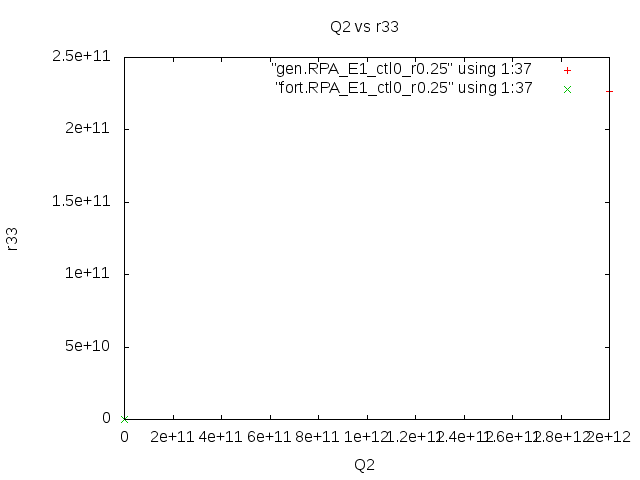 Q2 vs r33
2.5e+11
"gen.RPA_E1_ctl0_r0.25" using 1:37
"fort.RPA_E1_ctl0_r0.25" using 1:37
2e+11
1.5e+11
r33
1e+11
5e+10
0
0 2e+11 4e+11 6e+11 8e+11 1e+12 1.2e+12 1.4e+12 1.6e+12 1.8e+12 2e+12
Q2